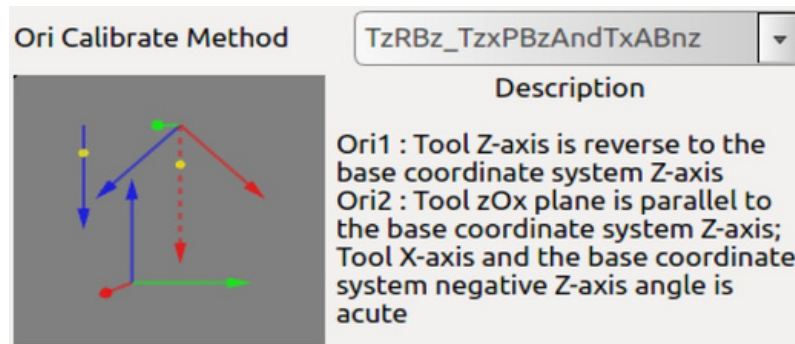 Ori Calibrate Method
TzRBz_TzxPBzAndTxABnz
Description
Ori1 : Tool Z-axis is reverse to the
base coordinate system Z-axis
Ori2 : Tool zOx plane is parallel to
the base coordinate system Z-axis;
Tool X-axis and the base coordinate
system negative Z-axis angle is
acute